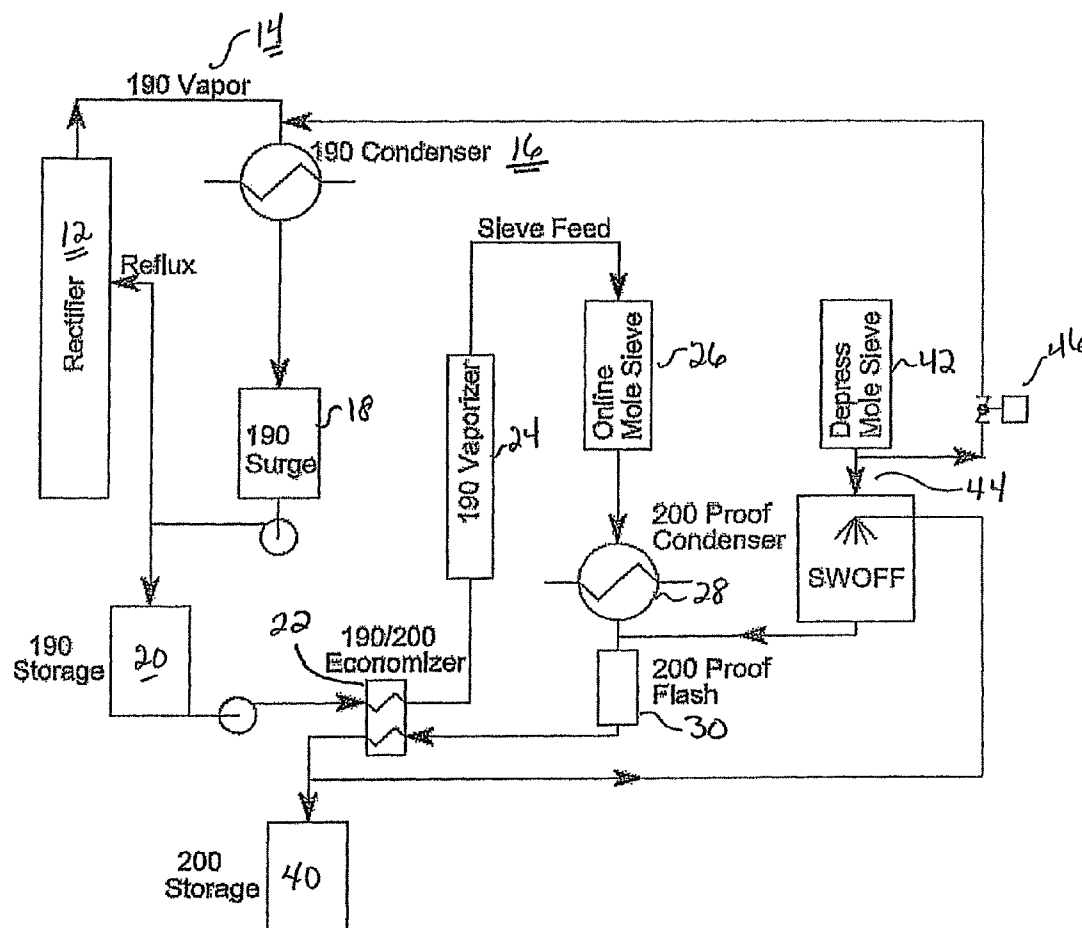 14
190 Vapor
190 Condenser 16
Sieve Feed
Rectifier 12
Reflux
Online
Mole Sieve
26
Depress
Mole Sieve
42
46
18
190
Surge
190 Vaporizer
24
44
200 Proof
Condenser
SWOFF
28
22
190/200
Economizer
190
Storage
20
200 Proof
Flash
30
200
Storage
40